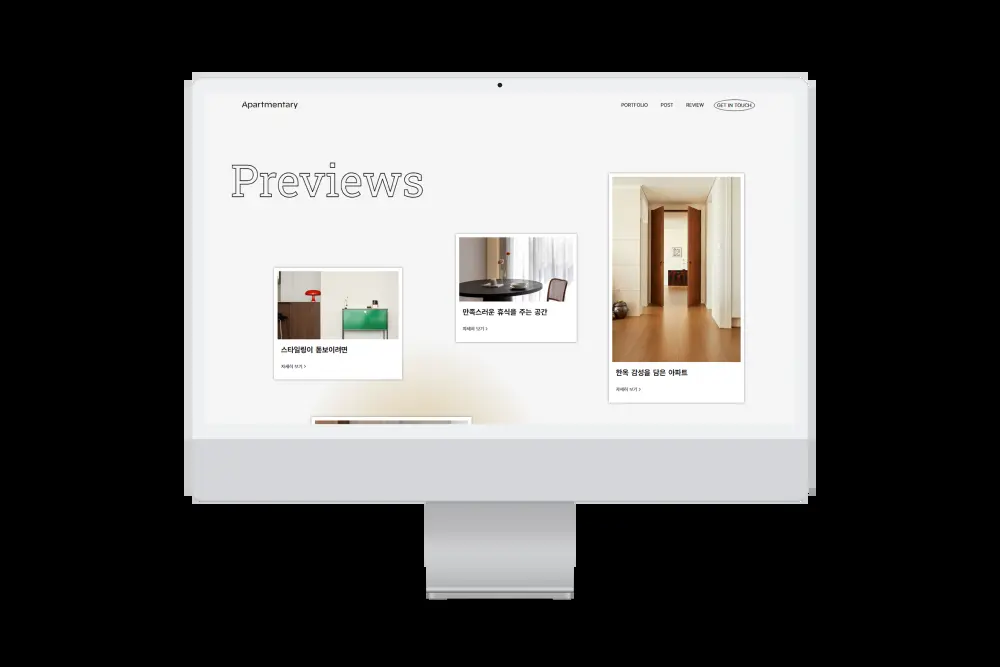 Apartmentary
PORTFOLIO POST REVIEW GET IN TOUCH
Previews
만족스러운 휴식을 주는 공간
자세히 보기 >
스타일링이 돋보이려면
자세히 보기 >
한옥 감성을 담은 아파트
자세히 보기 >